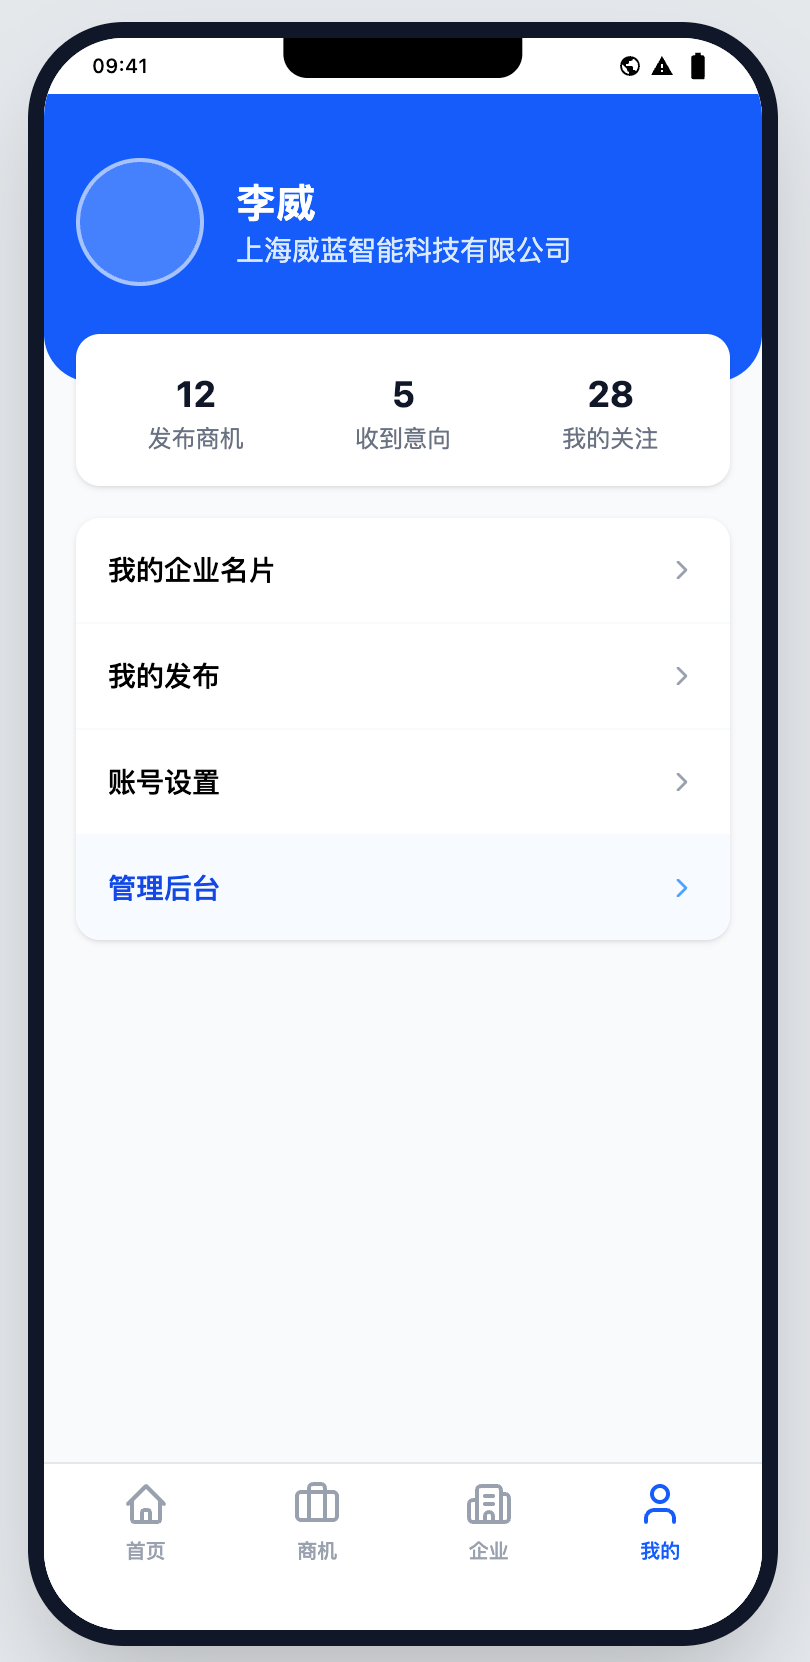 09:41
李威
上海威蓝智能科技有限公司
12 5 28
发布商机 收到意向 我的关注
我的企业名片
我的发布
账号设置
管理后台
首页 商机 企业 我的